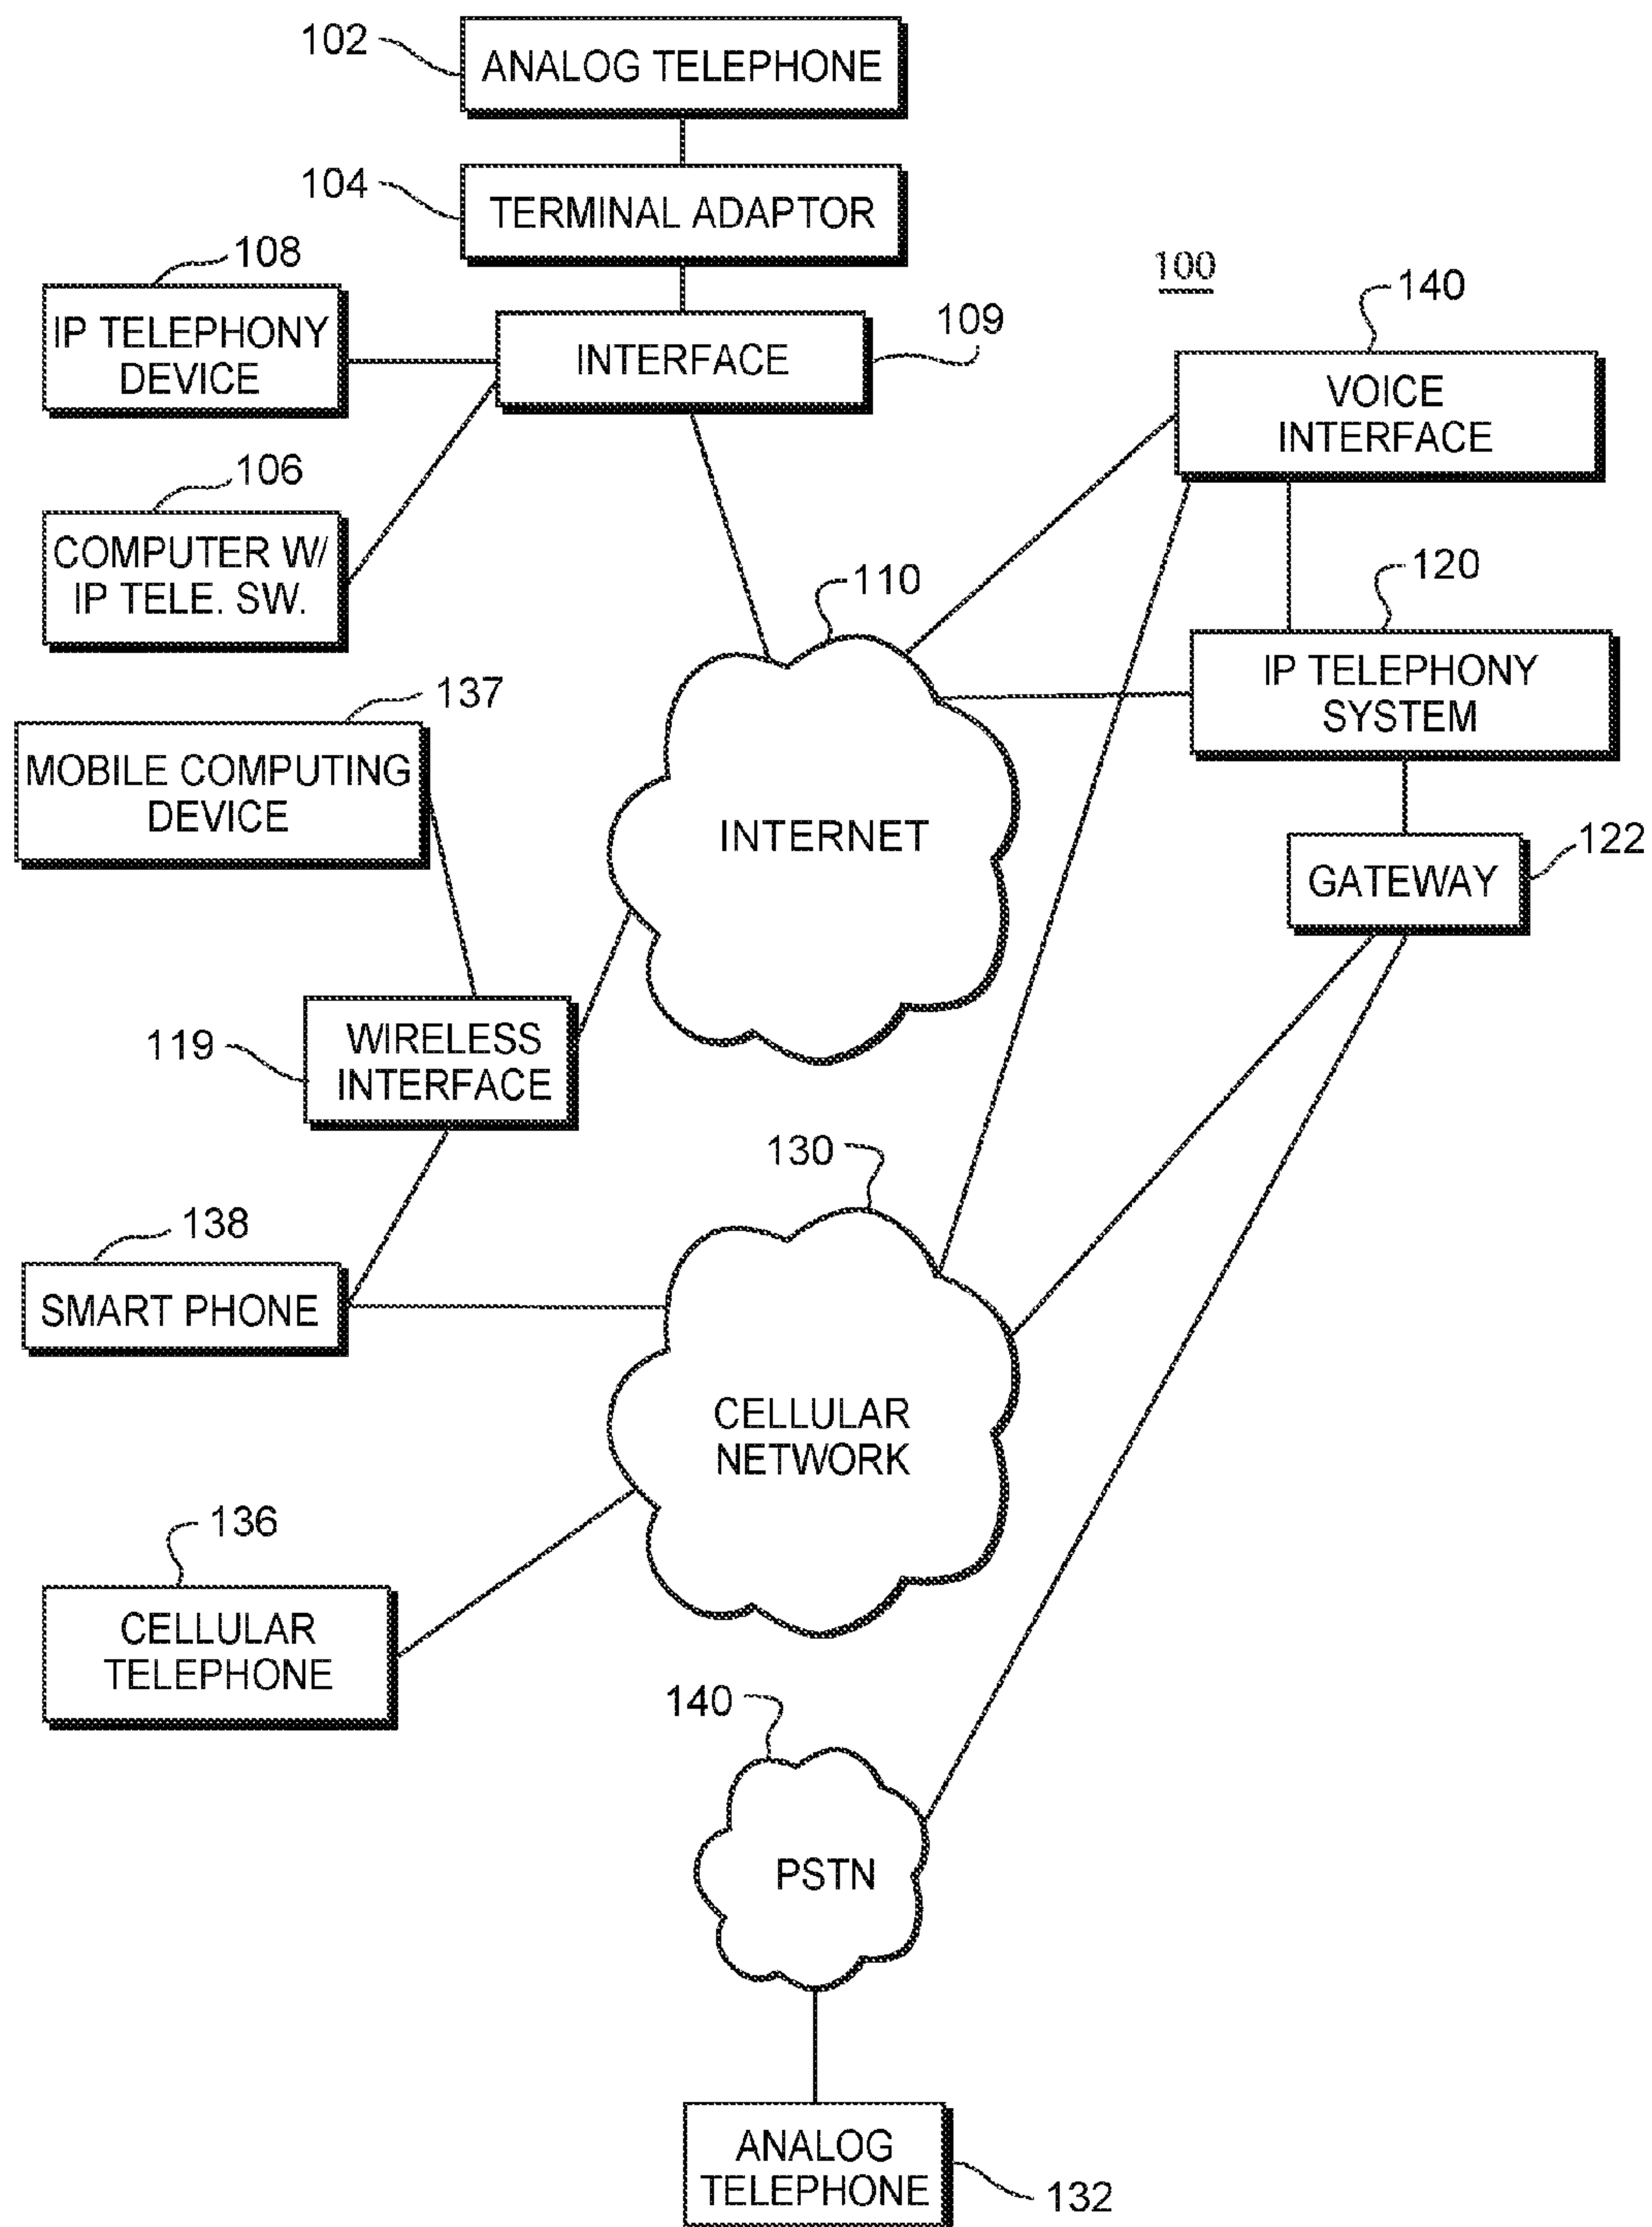 102
ANALOG TELEPHONE
104
TERMINAL ADAPTOR
108
IP TELEPHONY
DEVICE
INTERFACE
109
100
140
VOICE
INTERFACE
106
COMPUTER W/
IP TELE. SW.
110
120
IP TELEPHONY
SYSTEM
137
MOBILE COMPUTING
DEVICE
INTERNET
122
GATEWAY
119
WIRELESS
INTERFACE
130
138
SMART PHONE
CELLULAR
NETWORK
136
CELLULAR
TELEPHONE
140
PSTN
ANALOG
TELEPHONE
132